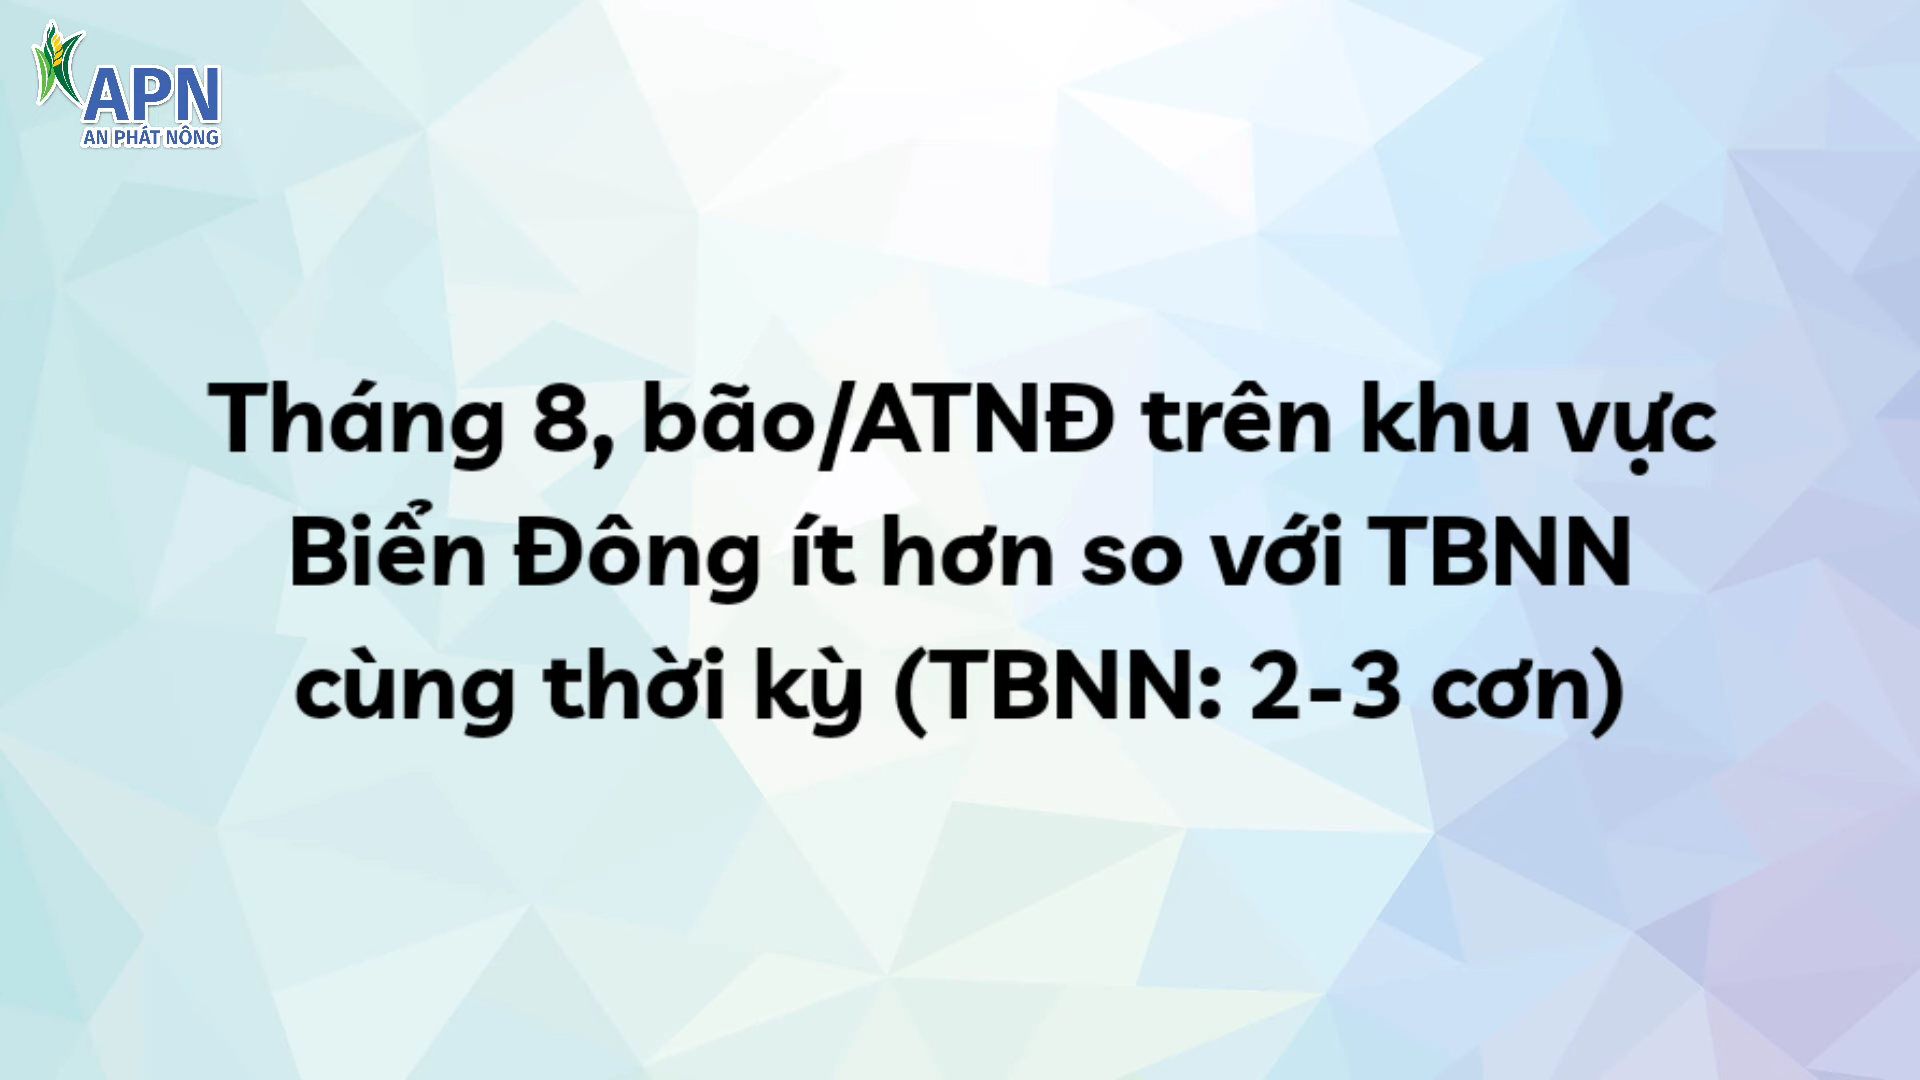 APN
AN PHÁT NÔNG
Tháng 8, bão/ATNĐ trên khu vực
Biển Đông ít hơn so với TBNN
cùng thời kỳ (TBNN: 2-3 cơn)